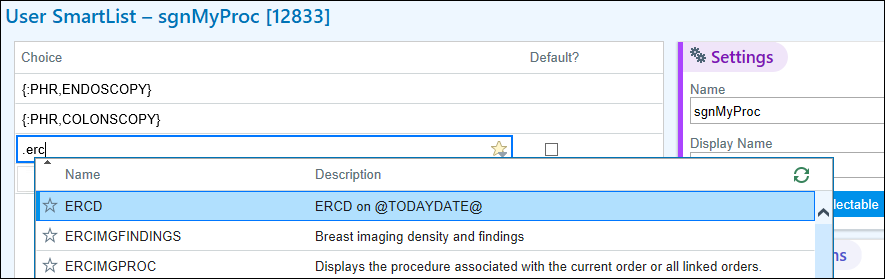 User SmartList – sgnMyProc [12833]
Choice Default?
{:PHR,ENDOSCOPY}
{:PHR,COLONSCOPY}
.erc
Name Description
ERCD ERCD on @TODAYDATE@
ERCIMGFINDINGS Breast imaging density and findings
ERCIMGPROC Displays the procedure associated with the current order or all linked orders.
Settings
Name
sgnMyProc
Display Name
lectable
ns